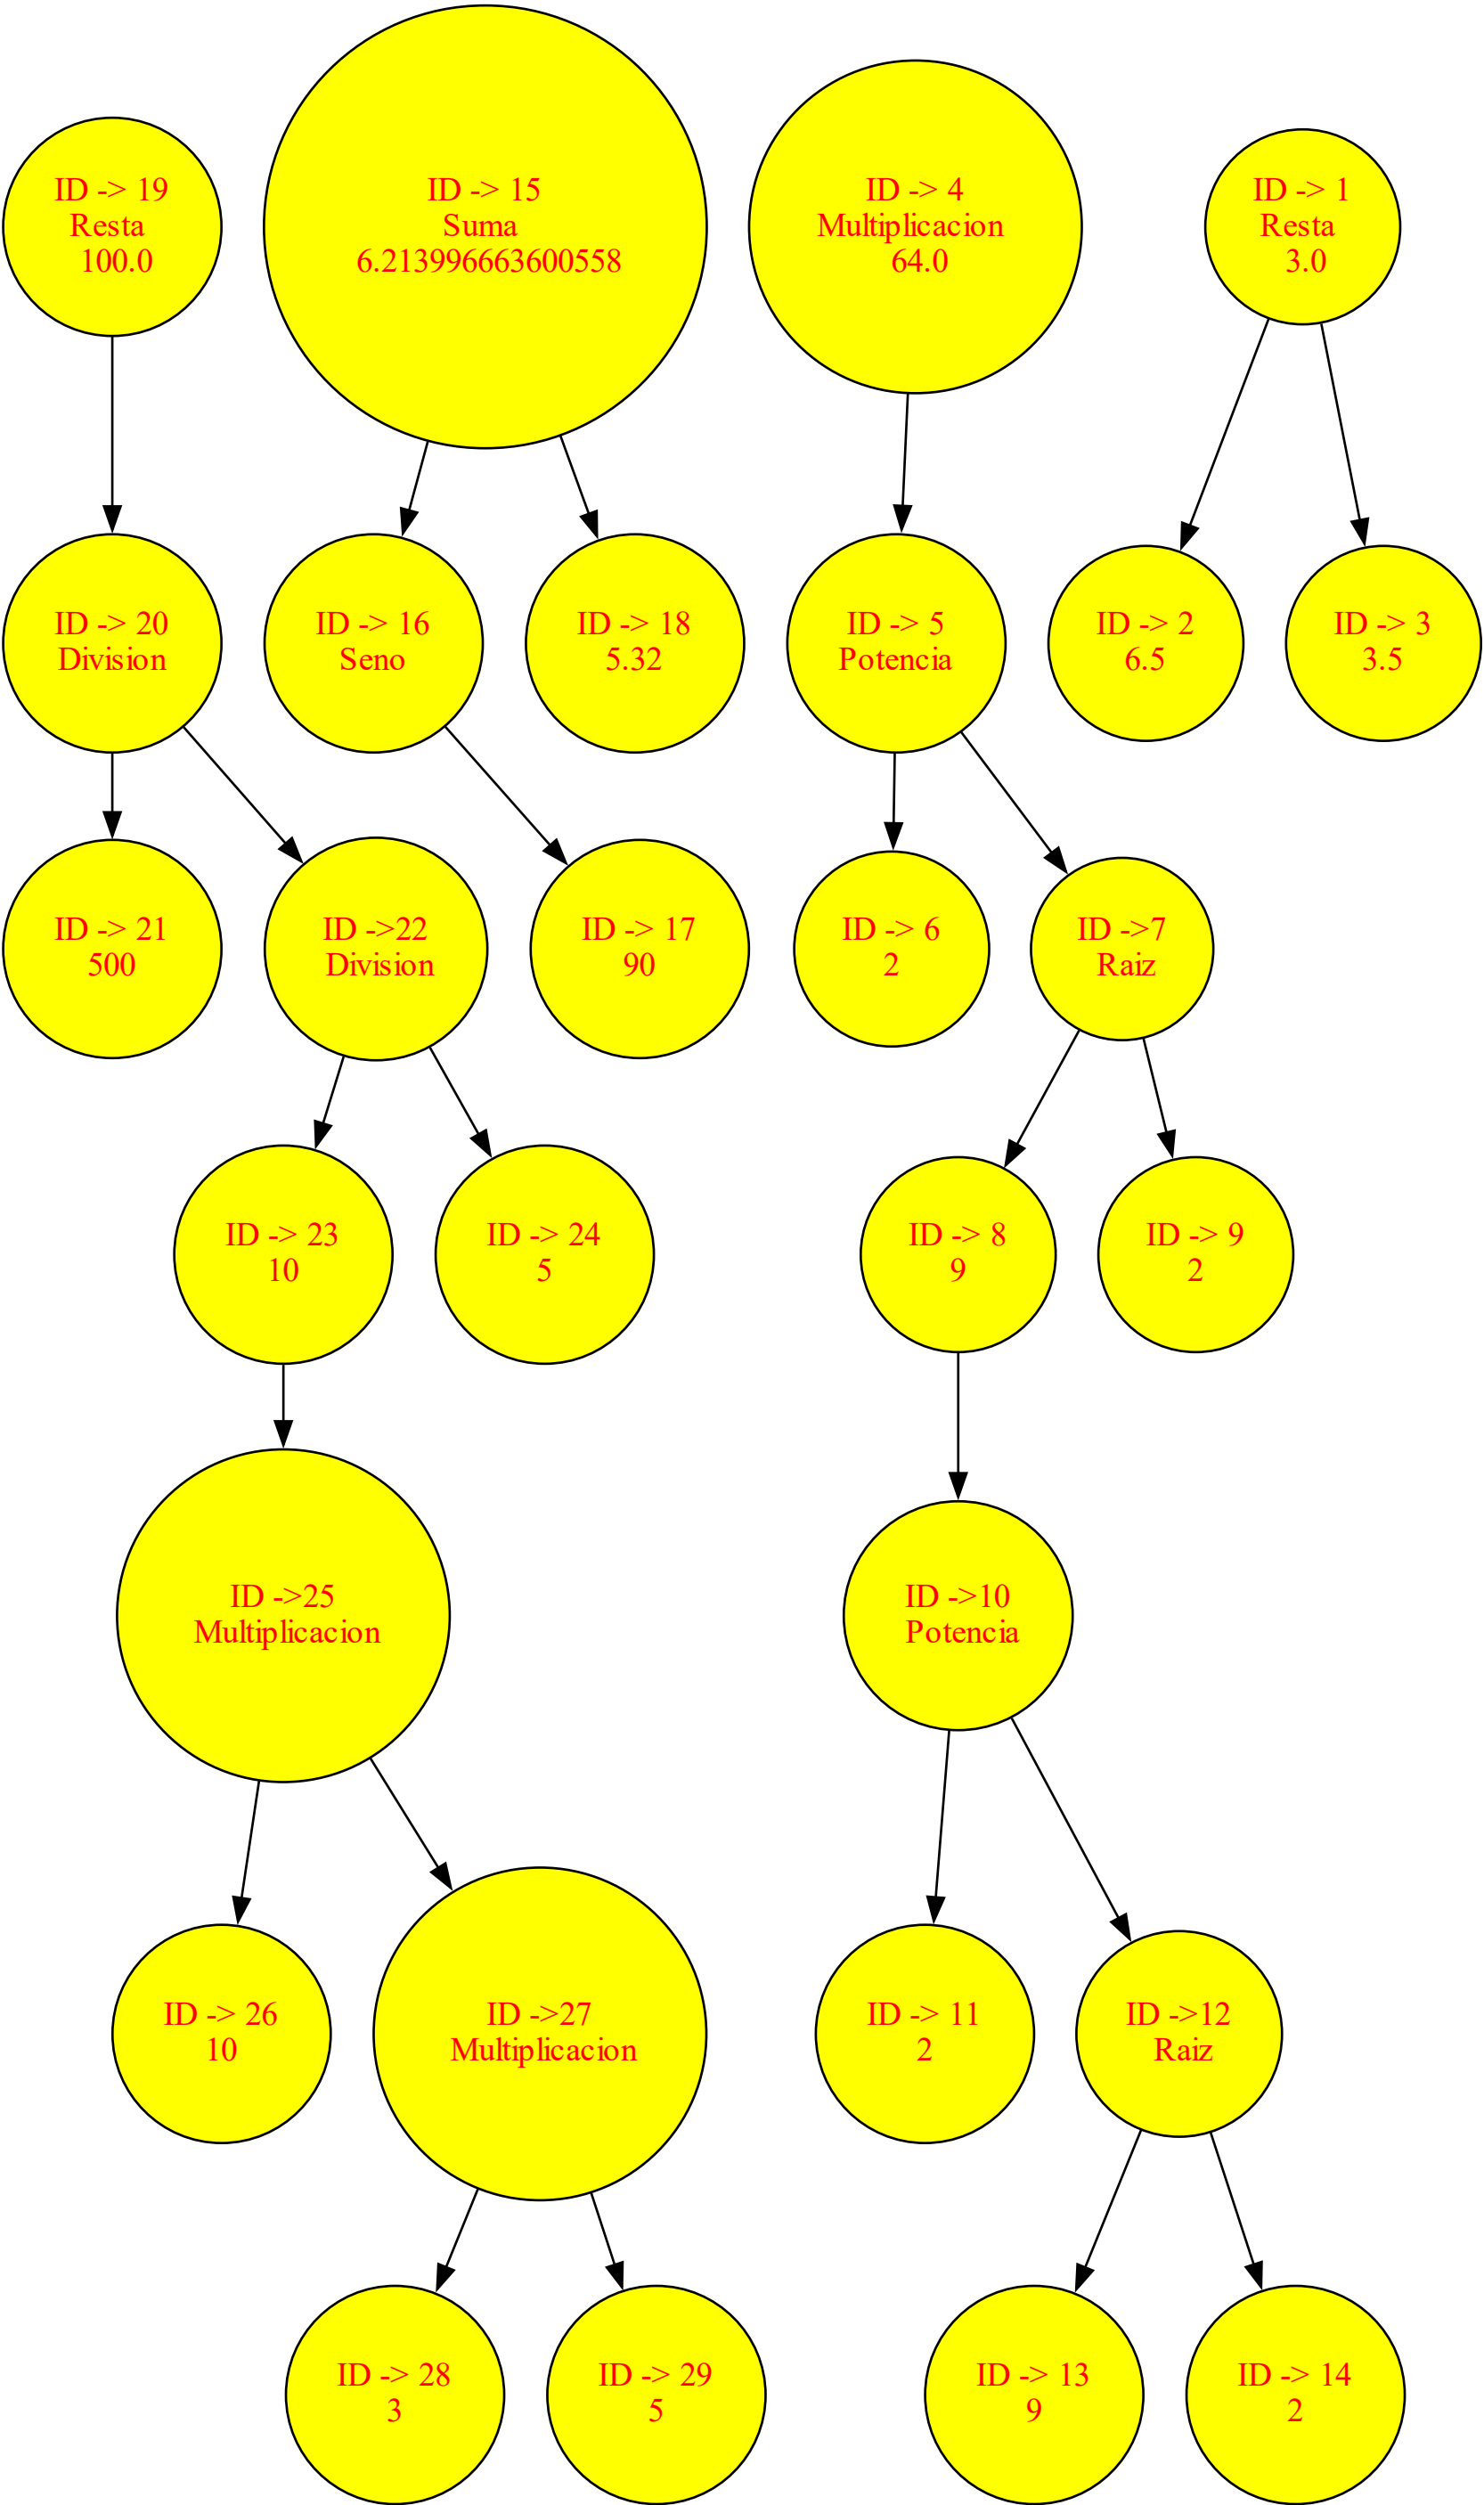 ID -> 19
Resta
100.0
ID -> 15
Suma
6.213996663600558
ID -> 4
Multiplicacion
64.0
ID -> 1
Resta
3.0
ID -> 20
Division
ID -> 16
Seno
ID -> 18
5.32
ID -> 5
Potencia
ID -> 2
6.5
ID -> 3
3.5
ID -> 21
500
ID ->22
Division
ID -> 17
90
ID -> 6
2
ID ->7
Raiz
ID -> 23
10
ID -> 24
5
ID -> 8
9
ID -> 9
2
ID ->25
Multiplicacion
ID ->10
Potencia
ID -> 26
10
ID ->27
Multiplicacion
ID -> 11
2
ID ->12
Raiz
ID -> 28
3
ID -> 29
5
ID -> 13
9
ID -> 14
2